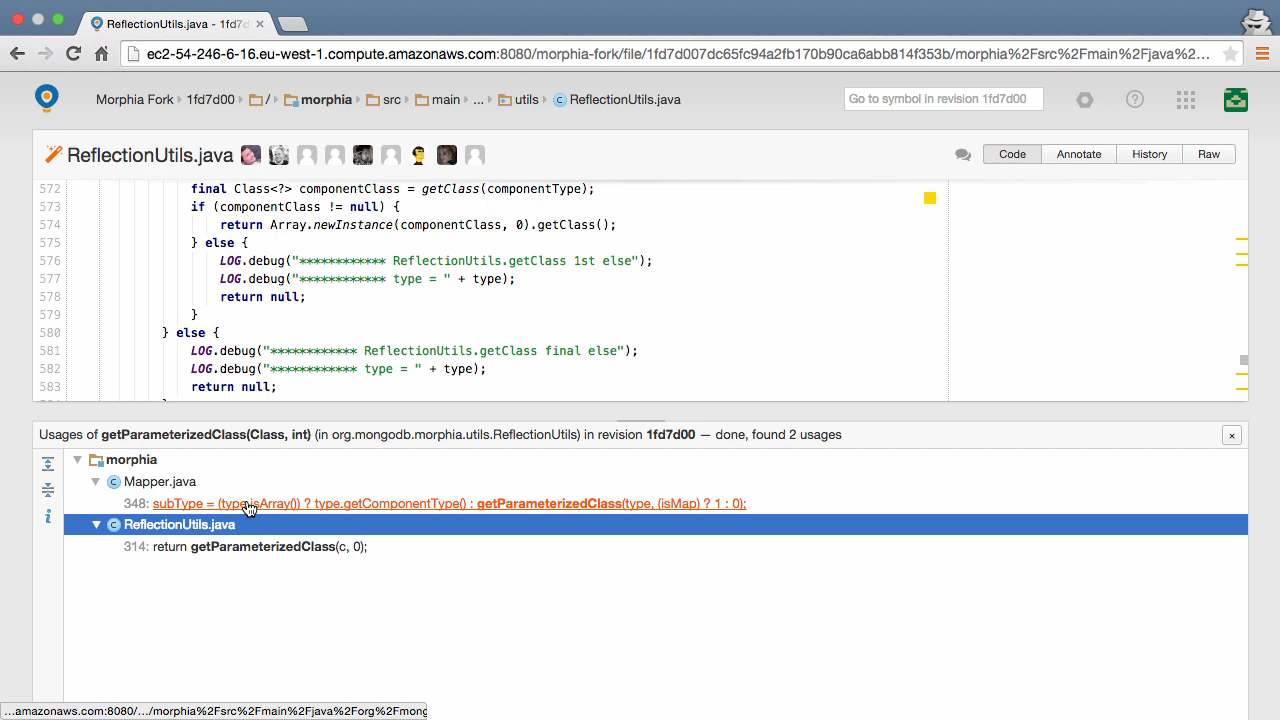 ReflectionUtils.java - 1fd7d
ec2-54-246-6-16.eu-west-1.compute.amazonaws.com:8080/morphia-fork/file/1fd7d007dc65fc94a2fb170b90ca6abb814f353b/morphia%2Fsrc%2Fmain%2Fjava%2...
Morphia Fork 1fd7d00 / morphia src main ... utils ReflectionUtils.java Go to symbol in revision 1fd7d00
ReflectionUtils.java Code Annotate History Raw
572 final Class<?> componentClass = getClass(componentType);
573 if (componentClass != null) {
574 return Array.newInstance(componentClass, 0).getClass();
575 } else {
576 LOG.debug("************ ReflectionUtils.getClass 1st else");
577 LOG.debug("************ type = " + type);
578 return null;
579 }
580 } else {
581 LOG.debug("************ ReflectionUtils.getClass final else");
582 LOG.debug("************ type = " + type);
583 return null;
Usages of getParameterizedClass(Class, int) (in org.mongodb.morphia.utils.ReflectionUtils) in revision 1fd7d00 — done, found 2 usages
morphia
Mapper.java
348: subType = (type.isArray()) ? type.getComponentType() : getParameterizedClass(type, (isMap) ? 1 : 0);
ReflectionUtils.java
314: return getParameterizedClass(c, 0);
...amazonaws.com:8080/.../morphia%2Fsrc%2Fmain%2Fjava%2Forg%2Fmong